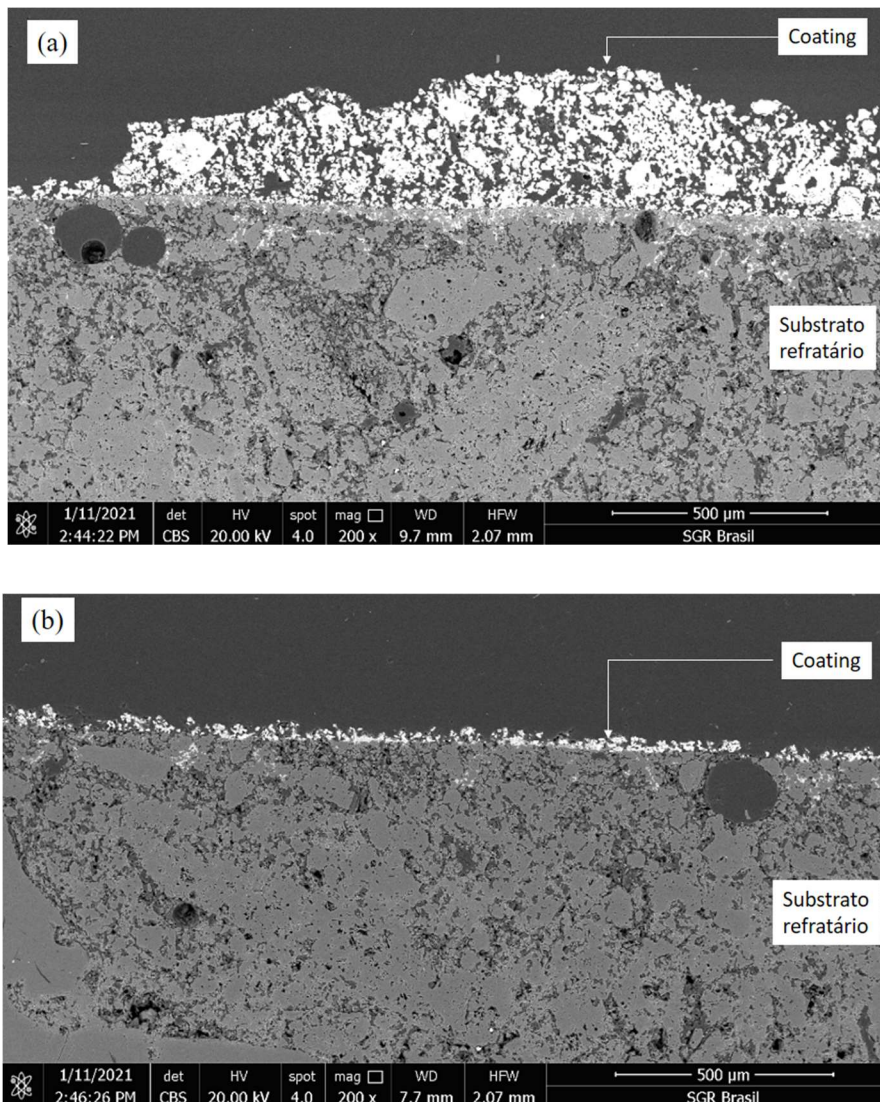 (a)
Coating
Substrato
refratário
1/11/2021 det HV spot mag WD HFW 500 µm
2:44:22 PM CBS 20.00 kV 4.0 200 x 9.7 mm 2.07 mm SGR Brasil
(b)
Coating
Substrato
refratário
1/11/2021 det HV spot mag WD HFW 500 µm
2:46:26 PM CBS 20.00 kV 4.0 200 x 7.7 mm 2.07 mm SGR Brasil